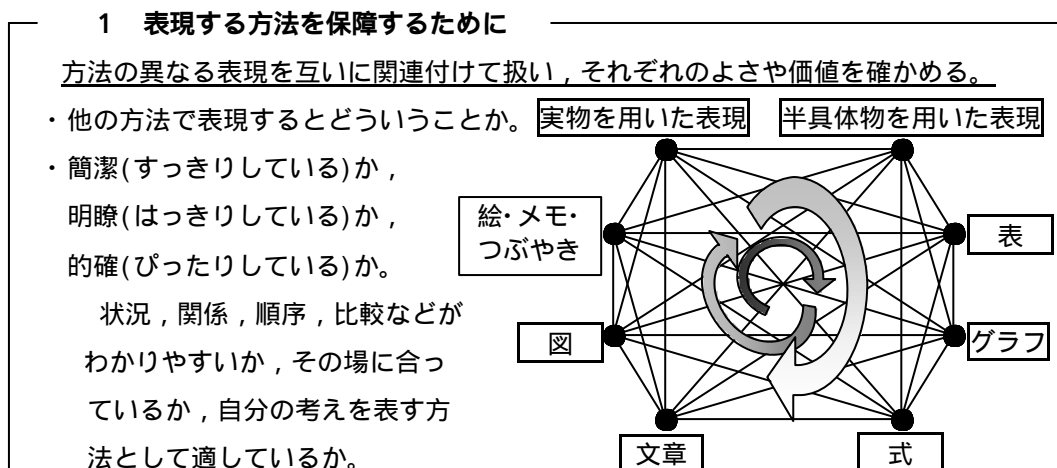 1 表現する方法を保障するために
方法の異なる表現を互いに関連付けて扱い，それぞれのよさや価値を確かめる。
・他の方法で表現するとどういうことか。
・簡潔(すっきりしている)か，
明瞭(はっきりしている)か，
的確(ぴったりしている)か。
状況，関係，順序，比較などが
わかりやすいか，その場に合っ
ているか，自分の考えを表す方
法として適しているか。
実物を用いた表現
半具体物を用いた表現
絵・メモ・
つぶやき
表
図
グラフ
文章
式